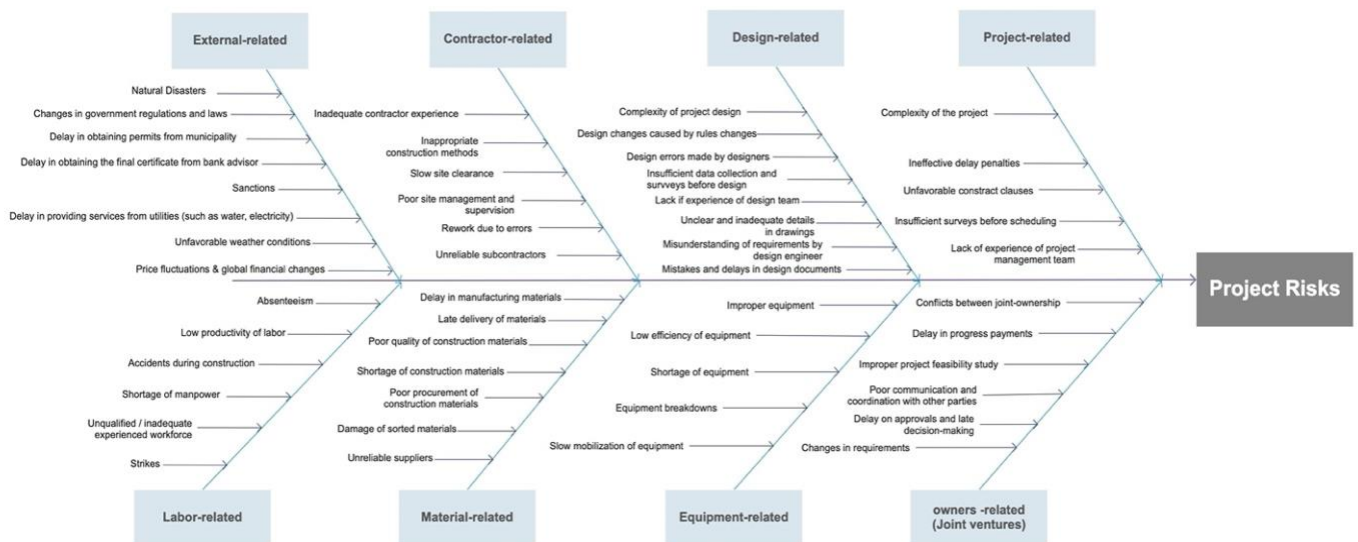 External-related
Natural Disasters
Changes in government regulations and laws
Delay in obtaining permits from municipality
Delay in obtaining the final certificate from bank advisor
Sanctions
Delay in providing services from utilities (such as water, electricity)
Unfavorable weather conditions
Price fluctuations & global financial changes
Contractor-related
Inadequate contractor experience
Inappropriate
construction methods
Slow site clearance
Poor site management and
supervision
Rework due to errors
Unreliable subcontractors
Design-related
Complexity of project design
Design changes caused by rules changes
Design errors made by designers
Insufficient data collection and
surrveys before design
Lack if experience of design team
Unclear and inadequate details
in drawings
Misunderstanding of requirements by
design engineer
Mistakes and delays in design documents
Project-related
Complexity of the project
Ineffective delay penalties
Unfavorable constract clauses
Insufficient surveys before scheduling
Lack of experience of project
management team
Project Risks
Absenteeism
Low productivity of labor
Accidents during construction
Shortage of manpower
Unqualified / inadequate
experienced workforce
Strikes
Labor-related
Delay in manufacturing materials
Late delivery of materials
Poor quality of construction materials
Shortage of construction materials
Poor procurement of
construction materials
Damage of sorted materials
Unreliable suppliers
Material-related
Improper equipment
Low efficiency of equipment
Shortage of equipment
Equipment breakdowns
Slow mobilization of equipment
Equipment-related
Conflicts between joint-ownership
Delay in progress payments
Improper project feasibility study
Poor communication and
coordination with other parties
Delay on approvals and late
decision-making
Changes in requirements
owners -related
(Joint ventures)